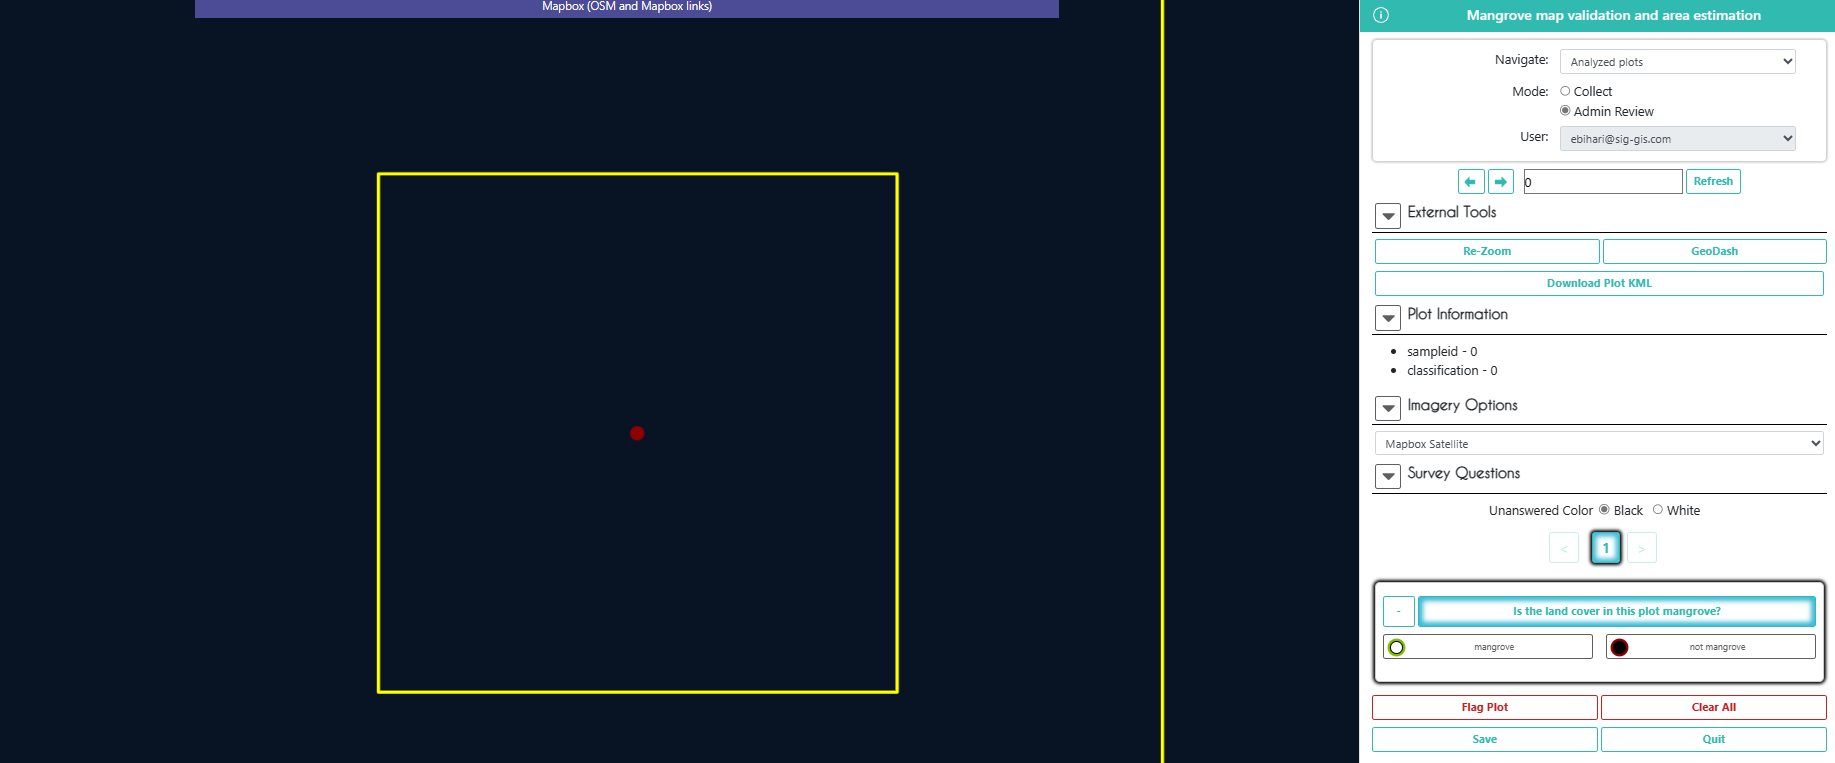 Mapbox (OSM and Mapbox links)
Mangrove map validation and area estimation
Navigate: Analyzed plots
Mode: Collect
Admin Review
User: ebihari@sig-gis.com
0 Refresh
External Tools
Re-Zoom GeoDash
Download Plot KML
Plot Information
• sampleid - 0
• classification - 0
Imagery Options
Mapbox Satellite
Survey Questions
Unanswered Color Black White
< 1 >
- Is the land cover in this plot mangrove?
mangrove not mangrove
Flag Plot Clear All
Save Quit